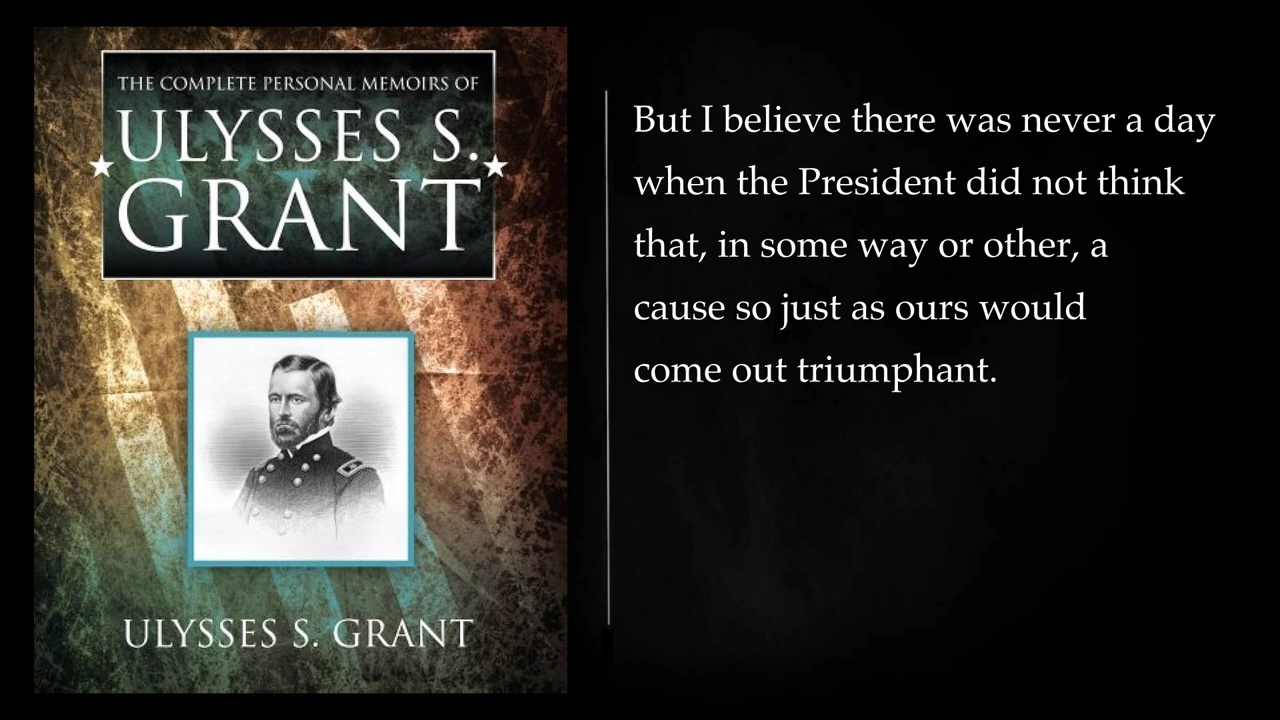 THE COMPLETE PERSONAL MEMOIRS OF
ULYSSES S.
GRANT
ULYSSES S. GRANT
But I believe there was never a day
when the President did not think
that, in some way or other, a
cause so just as ours would
come out triumphant.